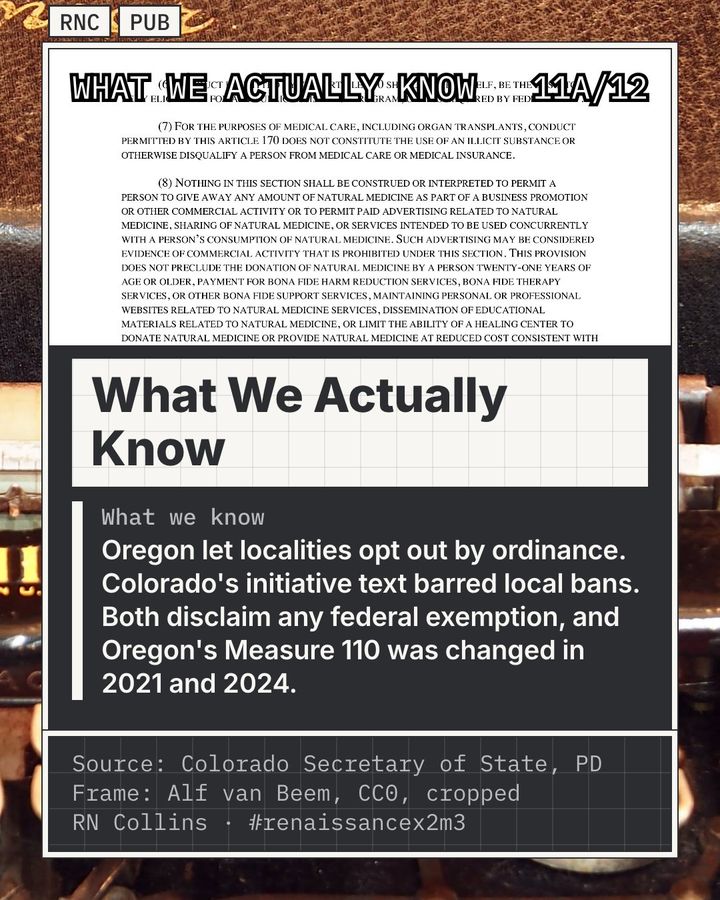 RNC PUB
WHAT WE ACTUALLY KNOW 11A/12
(7) FOR THE PURPOSES OF MEDICAL CARE, INCLUDING ORGAN TRANSPLANTS, CONDUCT
PERMITTED BY THIS ARTICLE 170 DOES NOT CONSTITUTE THE USE OF AN ILLICIT SUBSTANCE OR
OTHERWISE DISQUALIFY A PERSON FROM MEDICAL CARE OR MEDICAL INSURANCE.
(8) NOTHING IN THIS SECTION SHALL BE CONSTRUED OR INTERPRETED TO PERMIT A
PERSON TO GIVE AWAY ANY AMOUNT OF NATURAL MEDICINE AS PART OF A BUSINESS PROMOTION
OR OTHER COMMERCIAL ACTIVITY OR TO PERMIT PAID ADVERTISING RELATED TO NATURAL
MEDICINE, SHARING OF NATURAL MEDICINE, OR SERVICES INTENDED TO BE USED CONCURRENTLY
WITH A PERSON'S CONSUMPTION OF NATURAL MEDICINE. SUCH ADVERTISING MAY BE CONSIDERED
EVIDENCE OF COMMERCIAL ACTIVITY THAT IS PROHIBITED UNDER THIS SECTION. THIS PROVISION
DOES NOT PRECLUDE THE DONATION OF NATURAL MEDICINE BY A PERSON TWENTY-ONE YEARS OF
AGE OR OLDER, PAYMENT FOR BONA FIDE HARM REDUCTION SERVICES, BONA FIDE THERAPY
SERVICES, OR OTHER BONA FIDE SUPPORT SERVICES, MAINTAINING PERSONAL OR PROFESSIONAL
WEBSITES RELATED TO NATURAL MEDICINE SERVICES, DISSEMINATION OF EDUCATIONAL
MATERIALS RELATED TO NATURAL MEDICINE, OR LIMIT THE ABILITY OF A HEALING CENTER TO
DONATE NATURAL MEDICINE OR PROVIDE NATURAL MEDICINE AT REDUCED COST CONSISTENT WITH
What We Actually
Know
What we know
Oregon let localities opt out by ordinance.
Colorado's initiative text barred local bans.
Both disclaim any federal exemption, and
Oregon's Measure 110 was changed in
2021 and 2024.
Source: Colorado Secretary of State, PD
Frame: Alf van Beem, CC0, cropped
RN Collins · #renaissancex2m3